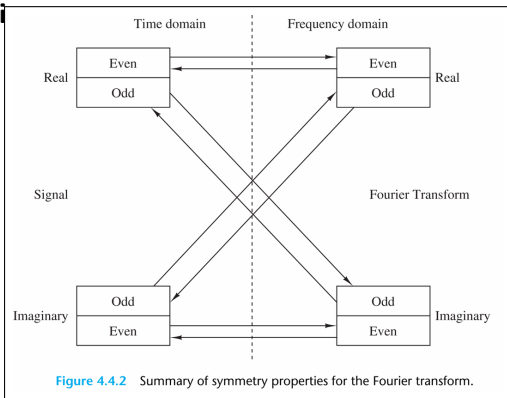 Time domain Frequency domain
Even Even
Real Real
Odd Odd
Signal Fourier Transform
Odd Odd
Imaginary Imaginary
Even Even
Figure 4.4.2 Summary of symmetry properties for the Fourier transform.